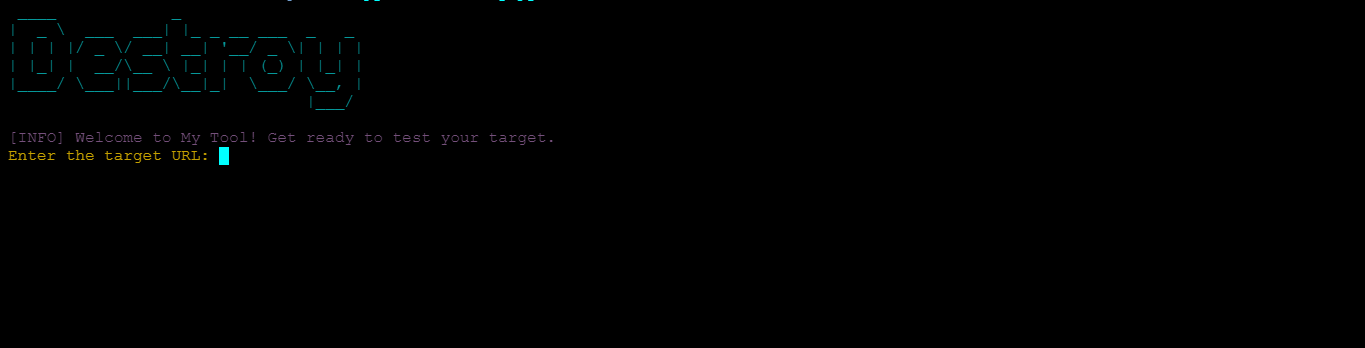 Destroy
[INFO] Welcome to My Tool! Get ready to test your target.
Enter the target URL: